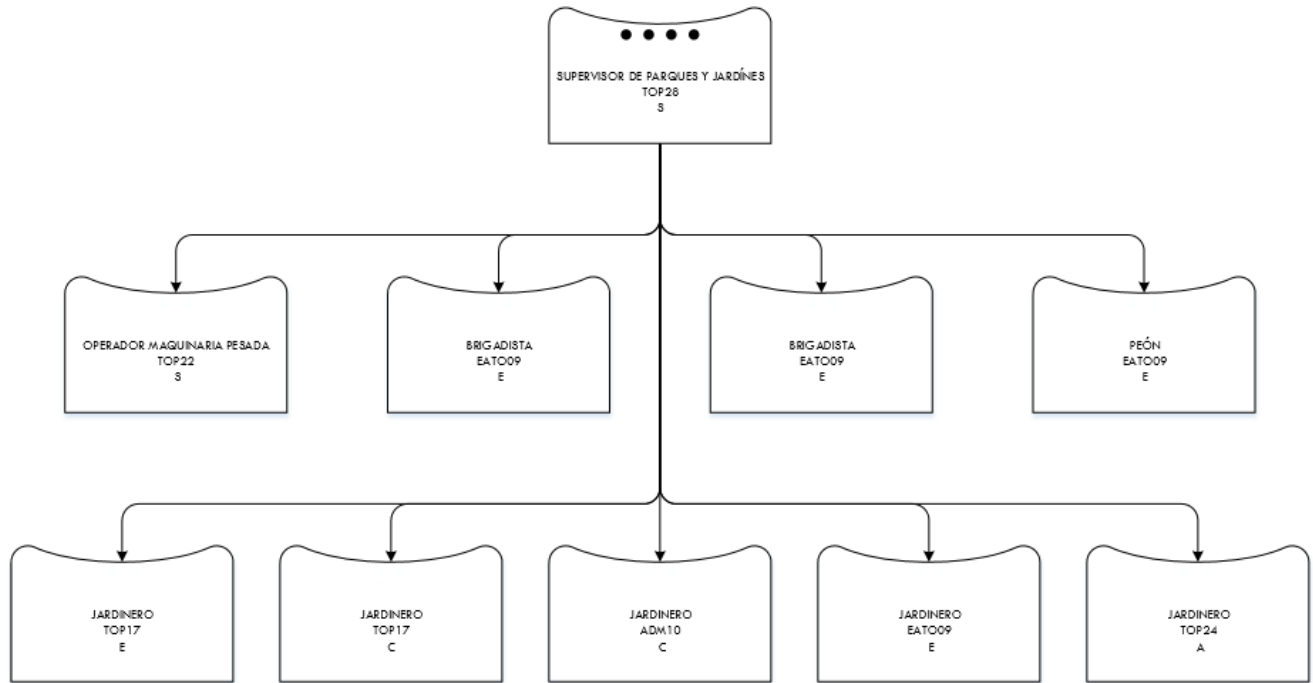 SUPERVISOR DE PARQUES Y JARDÍNES
TOP28
S
OPERADOR MAQUINARIA PESADA
TOP22
S
BRIGADISTA
EATO09
E
BRIGADISTA
EATO09
E
PEÓN
EATO09
E
JARDINERO
TOP17
E
JARDINERO
TOP17
C
JARDINERO
ADM10
C
JARDINERO
EATO09
E
JARDINERO
TOP24
A